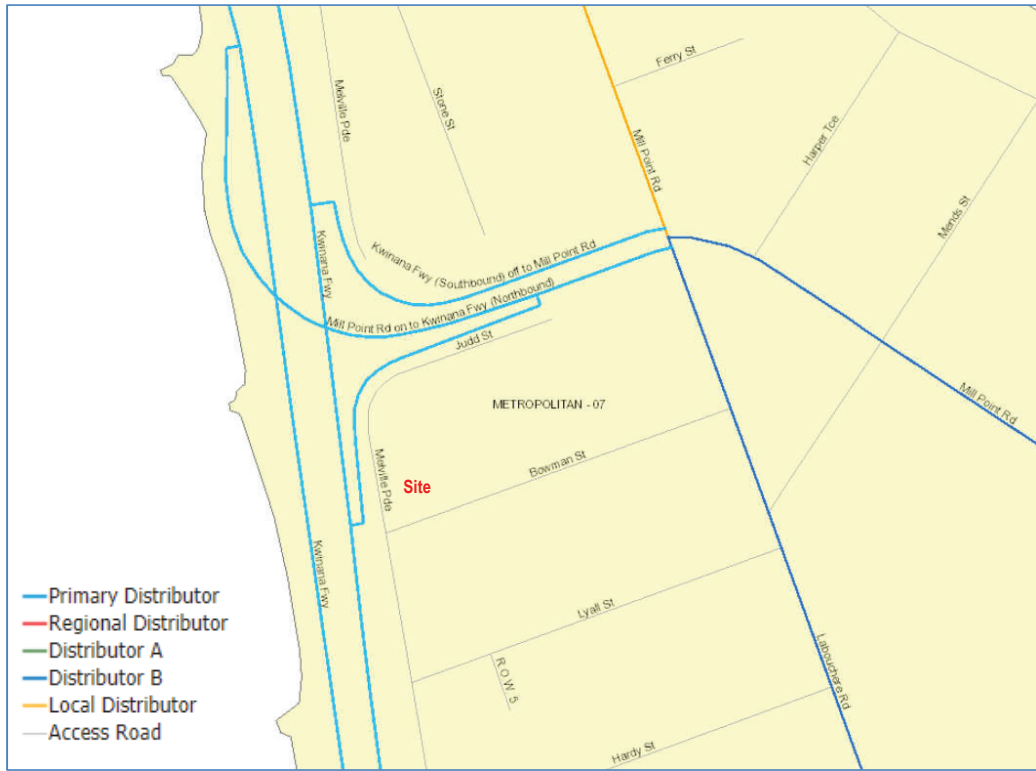 Ferry St
Melville Pde
Stone St
Mill Point Rd
Harper Tce
Mends St
Kwinana Fwy
Kwinana Fwy (Southbound) off to Mill Point Rd
Mill Point Rd on to Kwinana Fwy (Northbound)
Judd St
METROPOLITAN - 07
Mill Point Rd
Melville Pde
Site
Bowman St
Kwinana Fwy
Lyall St
R O W 5
Labouchere Rd
Hardy St
Primary Distributor
Regional Distributor
Distributor A
Distributor B
Local Distributor
Access Road